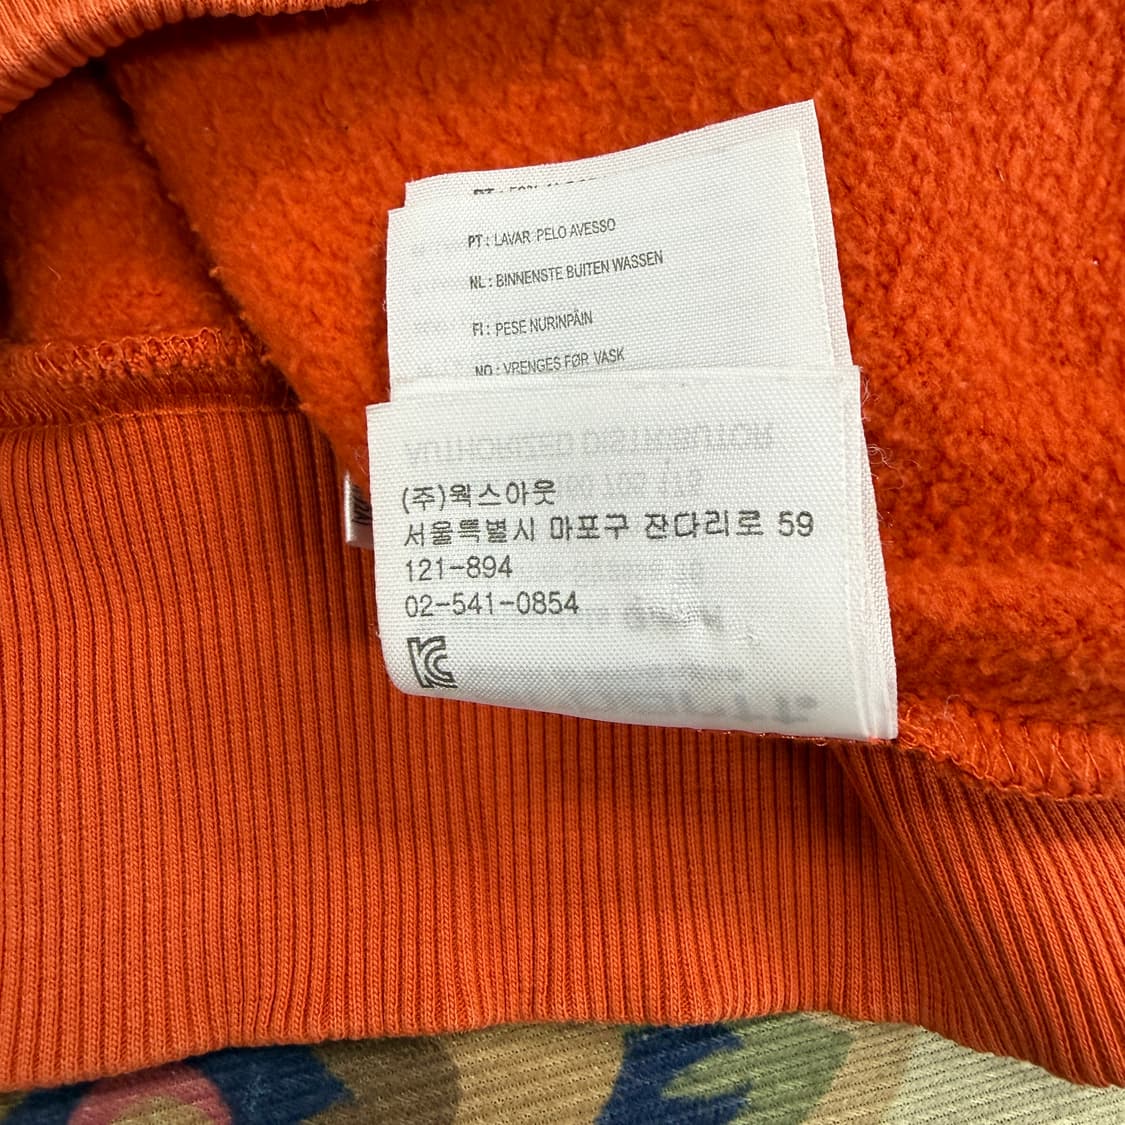 PT : LAVAR PELO AVESSO
NL : BINNENSTE BUITEN WASSEN
FI : PESE NURINPÄIN
NO : VRENGES FØR VASK
AUTHORIZED DISTRIBUTOR
(주)웍스아웃
서울특별시 마포구 잔다리로 59
121-894
02-541-0854